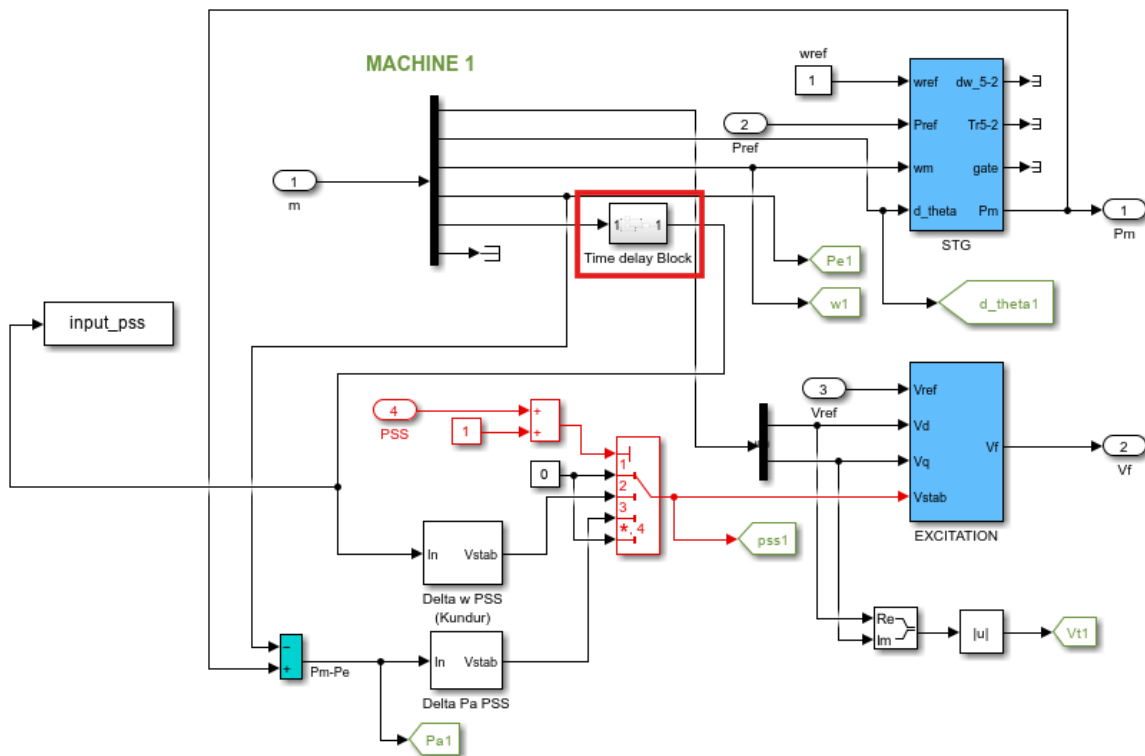 MACHINE 1
wref
1
wref
dw_5-2
2
Pref
Pref
Tr5-2
1
m
wm
gate
d_theta
Pm
1
Pm
STG
1
1
Time delay Block
Pe1
w1
d_theta1
input_pss
4
PSS
+
+
1
3
Vref
Vref
Vd
Vq
Vf
2
Vf
Vstab
EXCITATION
0
1
2
3
*, 4
pss1
In
Vstab
Delta w PSS
(Kundur)
−
+
Pm-Pe
In
Vstab
Delta Pa PSS
Pa1
Re
Im
|u|
Vt1